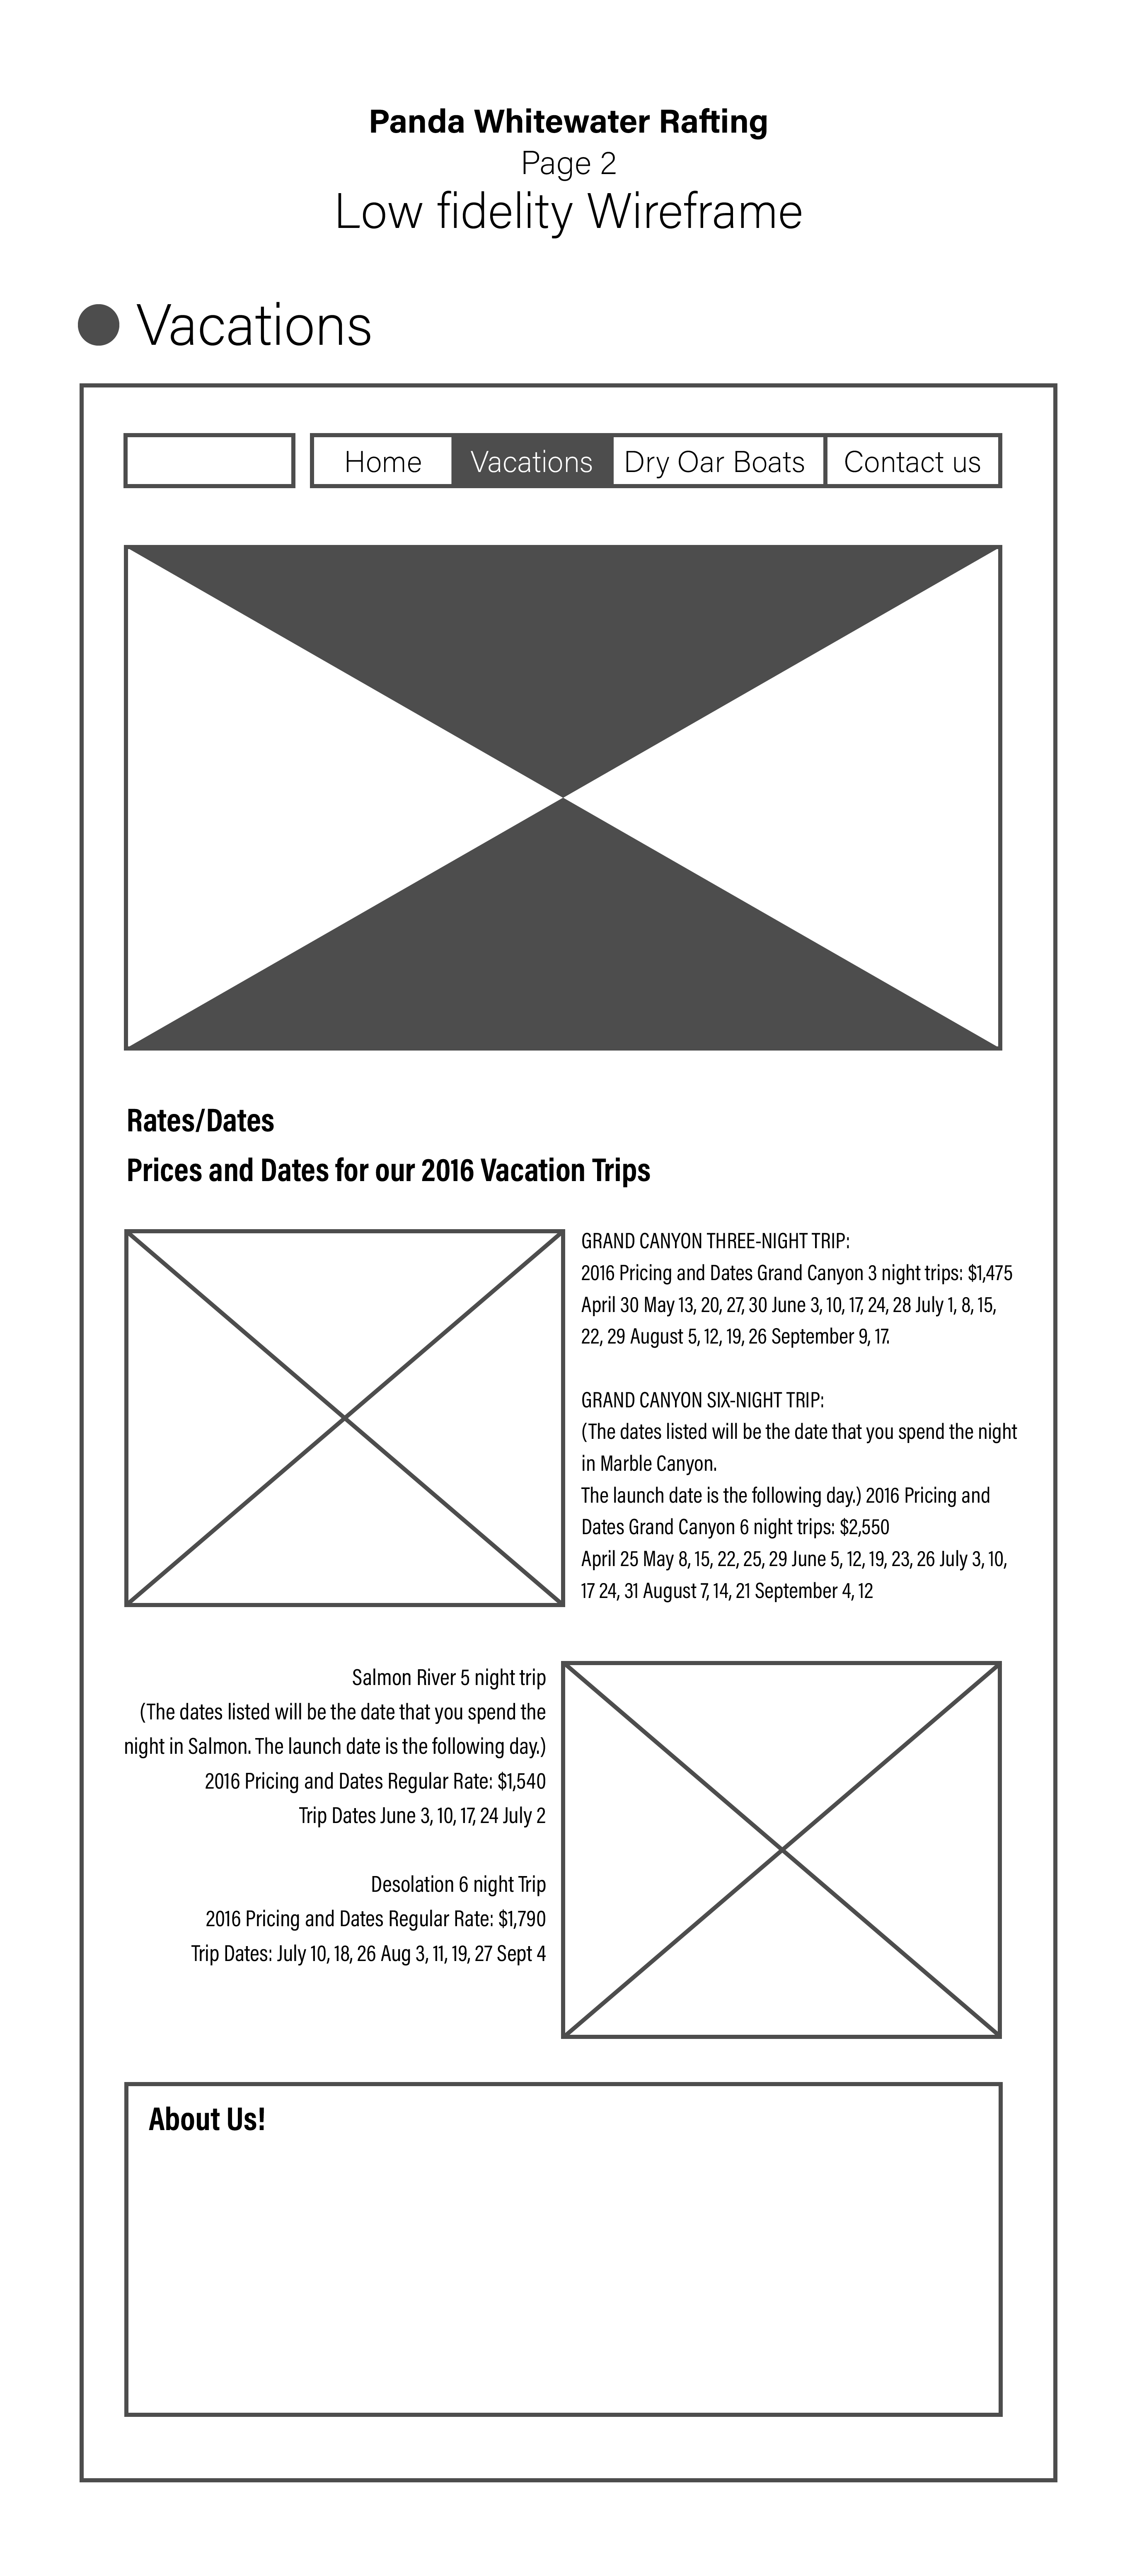 Panda Whitewater Rafting
Page 2
Low fidelity Wireframe
Vacations
Home Vacations Dry Oar Boats Contact us
Rates/Dates
Prices and Dates for our 2016 Vacation Trips
GRAND CANYON THREE-NIGHT TRIP:
2016 Pricing and Dates Grand Canyon 3 night trips: $1,475
April 30 May 13, 20, 27, 30 June 3, 10, 17, 24, 28 July 1, 8, 15,
22, 29 August 5, 12, 19, 26 September 9, 17.
GRAND CANYON SIX-NIGHT TRIP:
(The dates listed will be the date that you spend the night
in Marble Canyon.
The launch date is the following day.) 2016 Pricing and
Dates Grand Canyon 6 night trips: $2,550
April 25 May 8, 15, 22, 25, 29 June 5, 12, 19, 23, 26 July 3, 10,
17 24, 31 August 7, 14, 21 September 4, 12
Salmon River 5 night trip
(The dates listed will be the date that you spend the
night in Salmon. The launch date is the following day.)
2016 Pricing and Dates Regular Rate: $1,540
Trip Dates June 3, 10, 17, 24 July 2
Desolation 6 night Trip
2016 Pricing and Dates Regular Rate: $1,790
Trip Dates: July 10, 18, 26 Aug 3, 11, 19, 27 Sept 4
About Us!